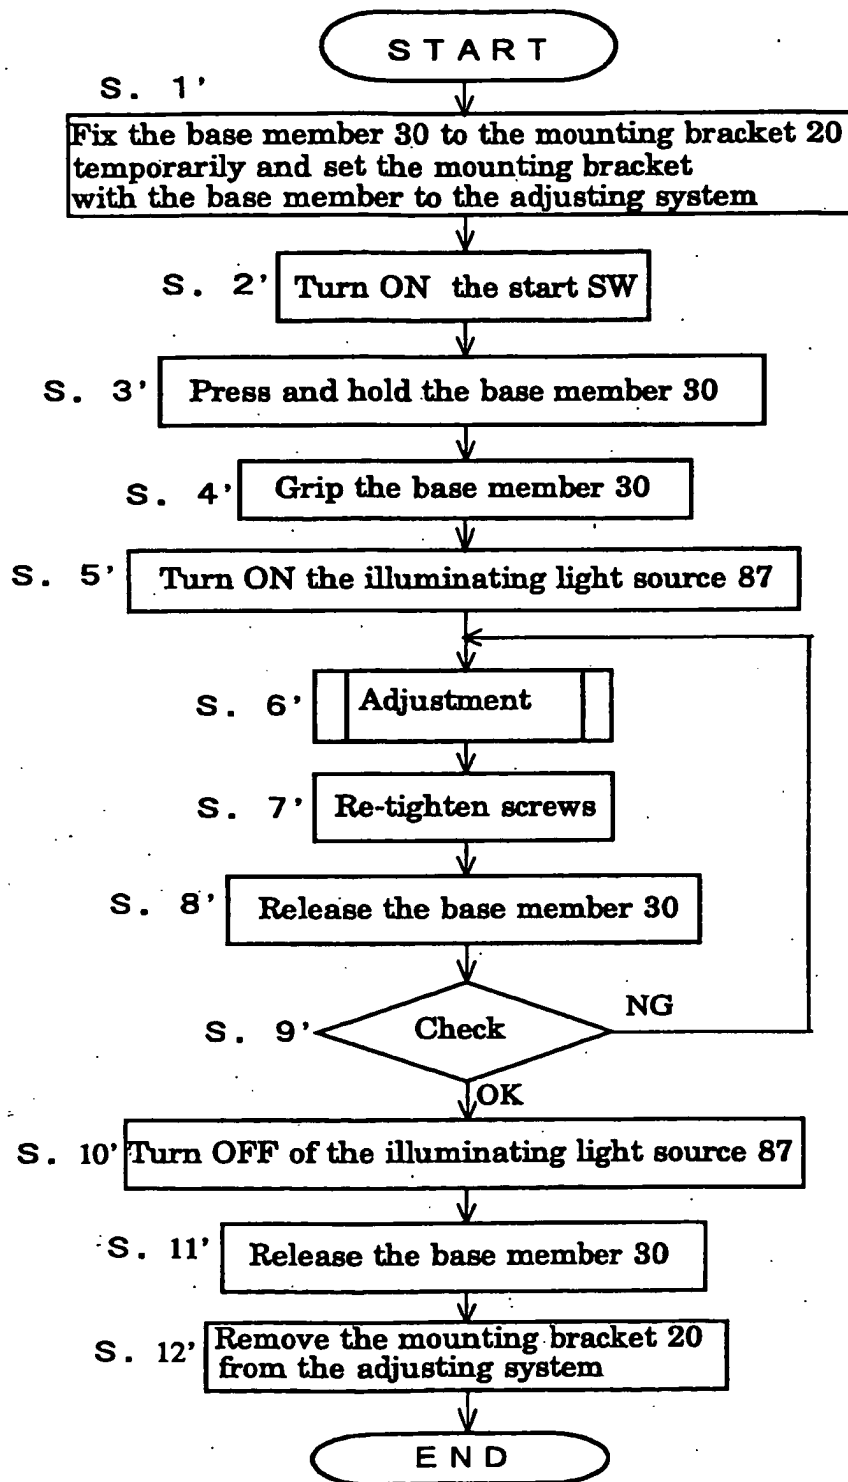 START
S. 1'
Fix the base member 30 to the mounting bracket 20
temporarily and set the mounting bracket
with the base member to the adjusting system
S. 2'
Turn ON the start SW
S. 3'
Press and hold the base member 30
S. 4'
Grip the base member 30
S. 5'
Turn ON the illuminating light source 87
S. 6'
Adjustment
S. 7'
Re-tighten screws
S. 8'
Release the base member 30
S. 9'
Check
NG
OK
S. 10'
Turn OFF of the illuminating light source 87
S. 11'
Release the base member 30
S. 12'
Remove the mounting bracket 20
from the adjusting system
END